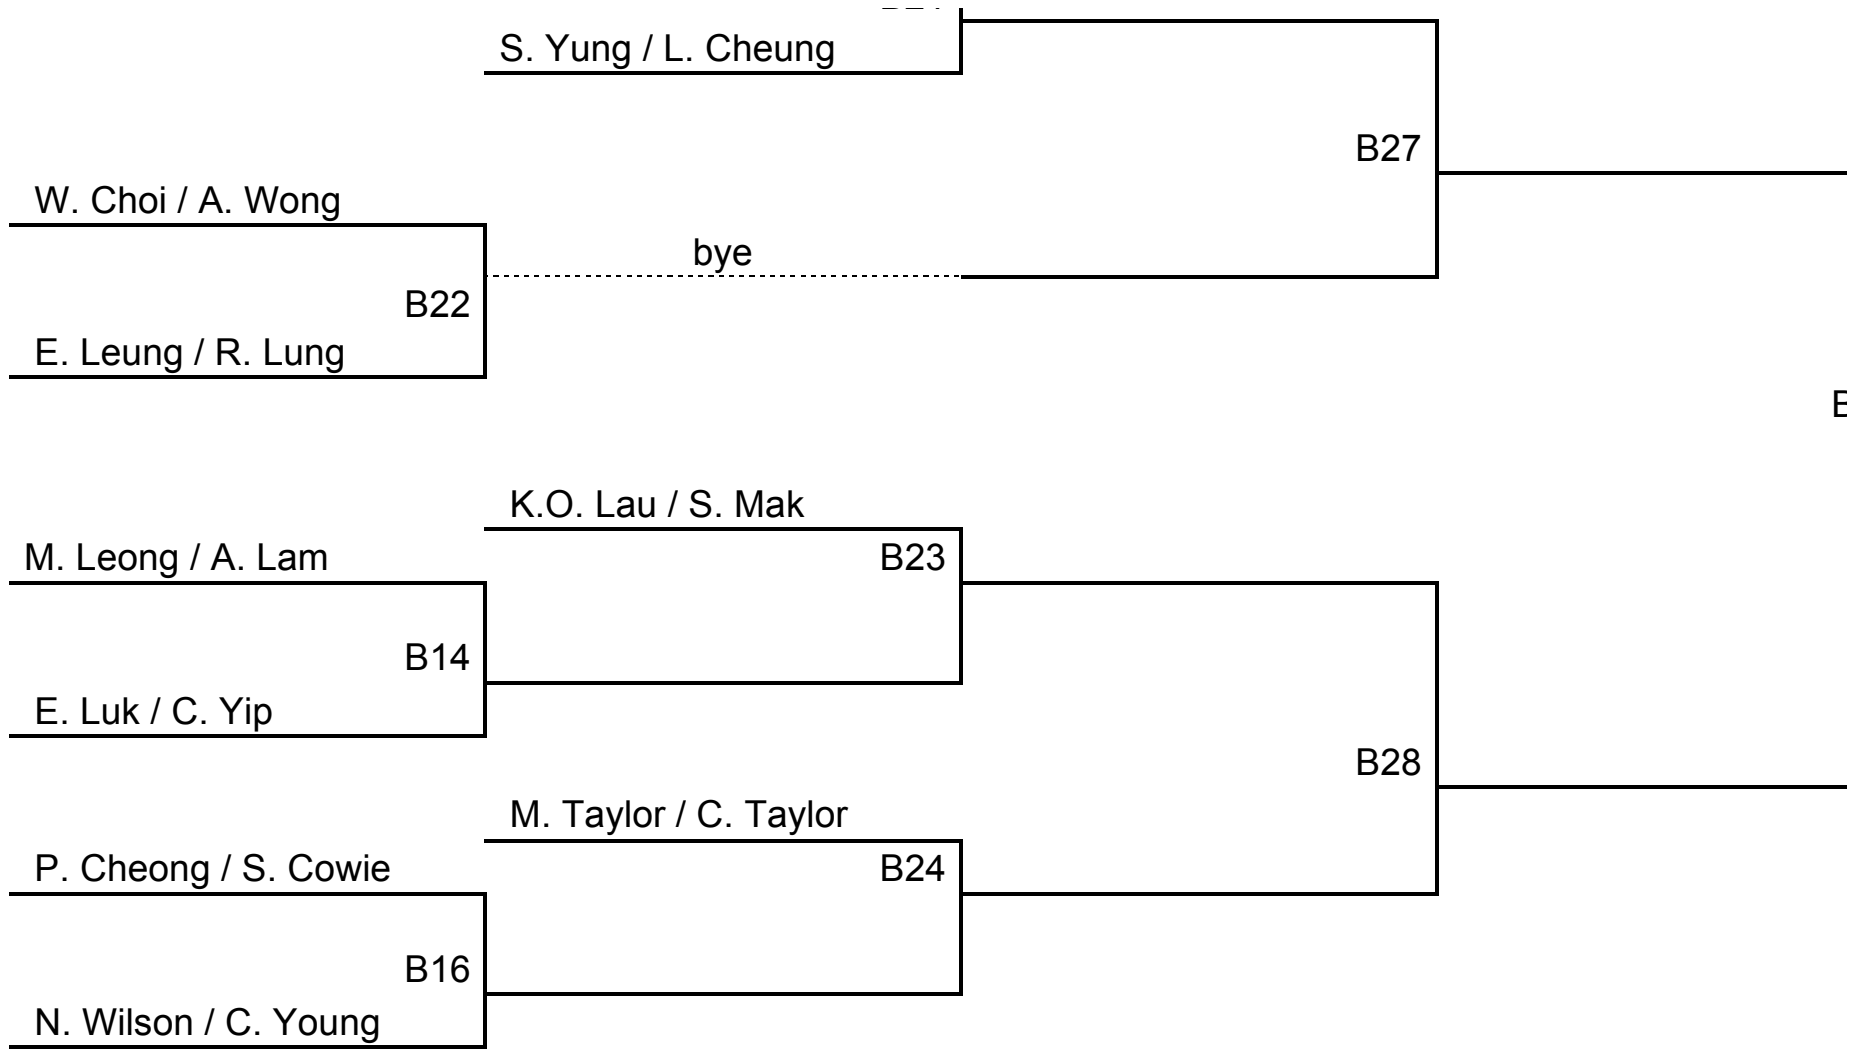 S. Yung / L. Cheung
B27
W. Choi / A. Wong
bye
B22
E. Leung / R. Lung
K.O. Lau / S. Mak
M. Leong / A. Lam
B23
B14
E. Luk / C. Yip
B28
M. Taylor / C. Taylor
P. Cheong / S. Cowie
B24
B16
N. Wilson / C. Young